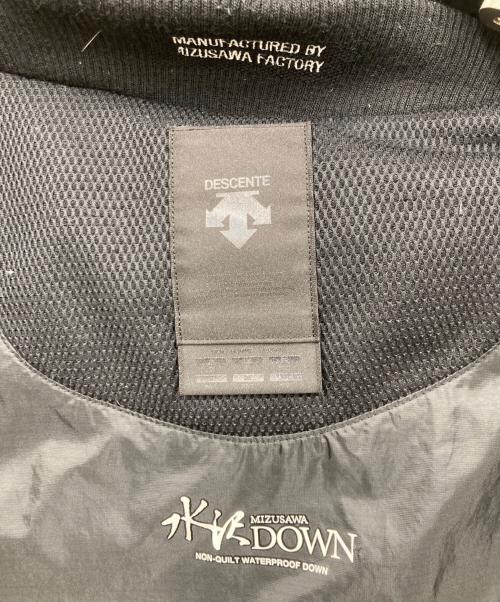 MANUFACTURED BY
MIZUSAWA FACTORY
DESCENTE
水沢
MIZUSAWA
DOWN
NON-QUILT WATERPROOF DOWN